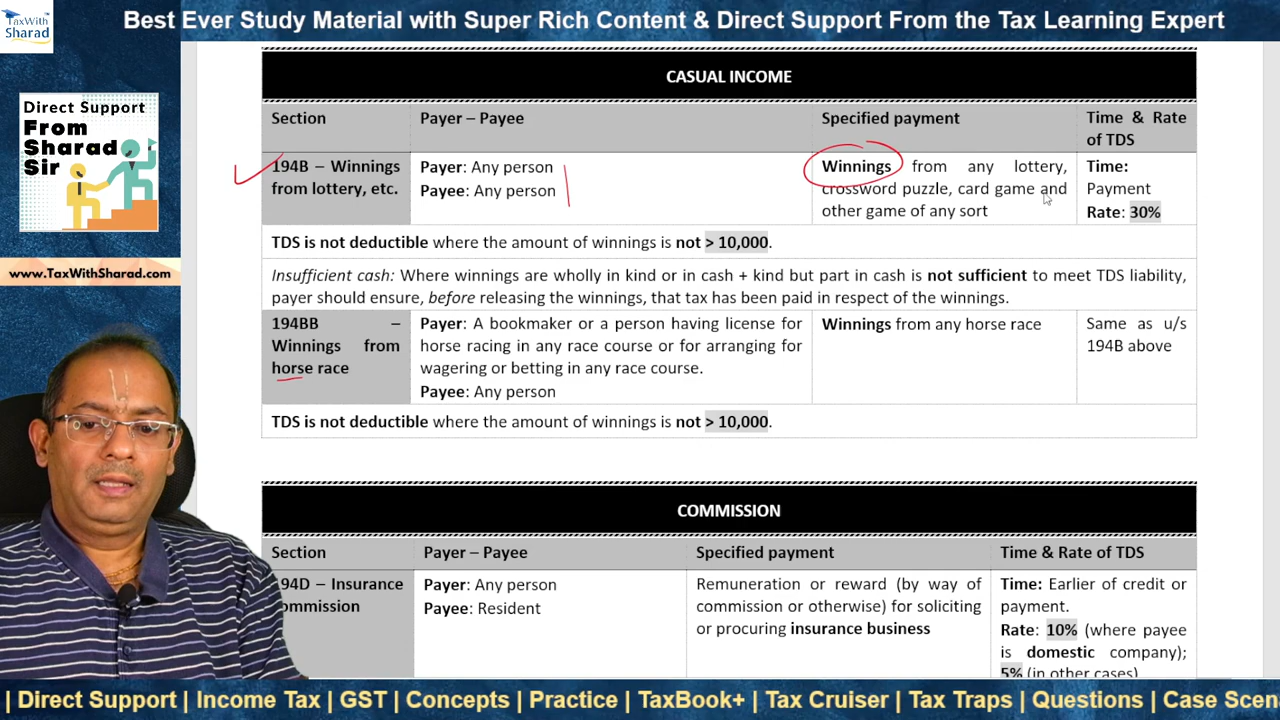 Best Ever Study Material with Super Rich Content & Direct Support From the Tax Learning Expert
TaxWith
Sharad
Direct Support
From
Sharad
Sir
www.TaxWithSharad.com
CASUAL INCOME
Section
Payer – Payee
Specified payment
Time & Rate
of TDS
194B – Winnings
from lottery, etc.
Payer: Any person
Payee: Any person
Winnings from any lottery,
crossword puzzle, card game and
other game of any sort
Time:
Payment
Rate: 30%
TDS is not deductible where the amount of winnings is not > 10,000.
Insufficient cash: Where winnings are wholly in kind or in cash + kind but part in cash is not sufficient to meet TDS liability,
payer should ensure, before releasing the winnings, that tax has been paid in respect of the winnings.
194BB –
Winnings from
horse race
Payer: A bookmaker or a person having license for
horse racing in any race course or for arranging for
wagering or betting in any race course.
Payee: Any person
Winnings from any horse race
Same as u/s
194B above
TDS is not deductible where the amount of winnings is not > 10,000.
COMMISSION
Section
Payer – Payee
Specified payment
Time & Rate of TDS
194D – Insurance
commission
Payer: Any person
Payee: Resident
Remuneration or reward (by way of
commission or otherwise) for soliciting
or procuring insurance business
Time: Earlier of credit or
payment.
Rate: 10% (where payee
is domestic company);
5% (in other cases)
| Direct Support | Income Tax | GST | Concepts | Practice | TaxBook+ | Tax Cruiser | Tax Traps | Questions | Case Scen